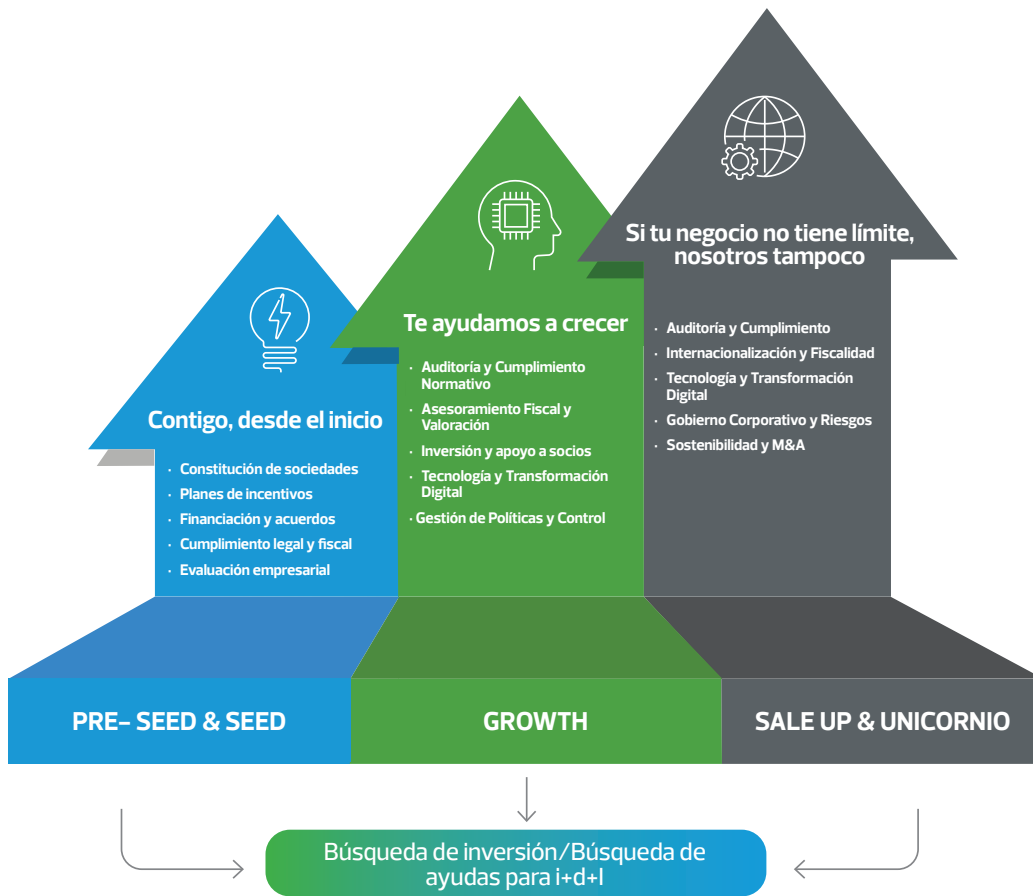 Contigo, desde el inicio
· Constitución de sociedades
· Planes de incentivos
· Financiación y acuerdos
· Cumplimiento legal y fiscal
· Evaluación empresarial
Te ayudamos a crecer
· Auditoría y Cumplimiento
Normativo
· Asesoramiento Fiscal y
Valoración
· Inversión y apoyo a socios
· Tecnología y Transformación
Digital
· Gestión de Políticas y Control
Si tu negocio no tiene límite,
nosotros tampoco
· Auditoría y Cumplimiento
· Internacionalización y Fiscalidad
· Tecnología y Transformación
Digital
· Gobierno Corporativo y Riesgos
· Sostenibilidad y M&A
PRE- SEED & SEED
GROWTH
SALE UP & UNICORNIO
Búsqueda de inversión/Búsqueda de
ayudas para i+d+I